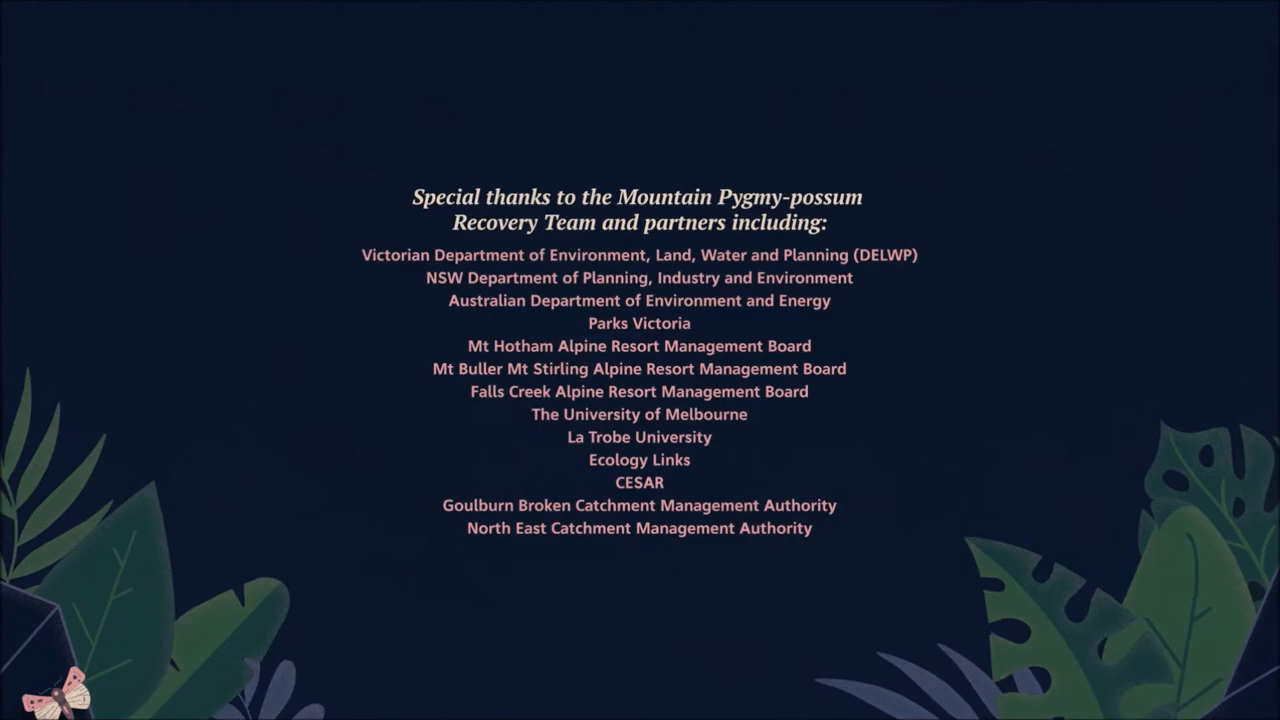 Special thanks to the Mountain Pygmy-possum
Recovery Team and partners including:
Victorian Department of Environment, Land, Water and Planning (DELWP)
NSW Department of Planning, Industry and Environment
Australian Department of Environment and Energy
Parks Victoria
Mt Hotham Alpine Resort Management Board
Mt Buller Mt Stirling Alpine Resort Management Board
Falls Creek Alpine Resort Management Board
The University of Melbourne
La Trobe University
Ecology Links
CESAR
Goulburn Broken Catchment Management Authority
North East Catchment Management Authority